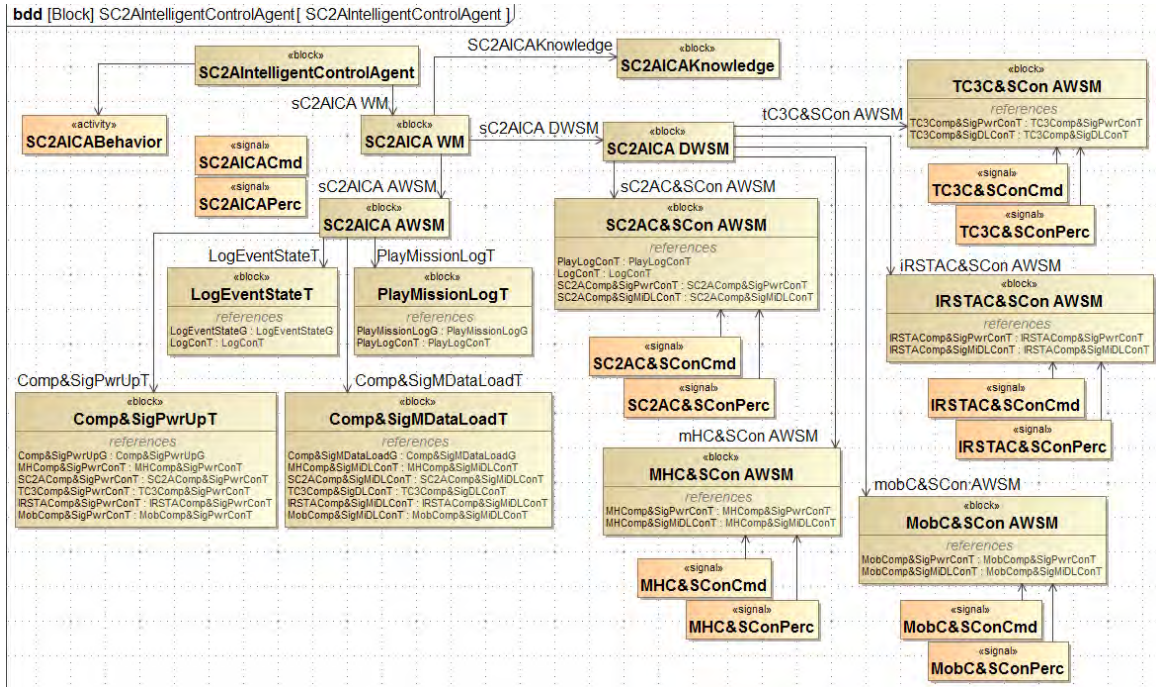 bdd [Block] SC2AIntelligentControlAgent[ SC2AIntelligentControlAgent ]
«block»
SC2AIntelligentControlAgent
SC2AICAKnowledge
«block»
SC2AICAKnowledge
«activity»
SC2AICABehavior
sC2AICA WM
«block»
SC2AICA WM
«signal»
SC2AICACmd
«signal»
SC2AICAPerc
sC2AICA DWSM
«block»
SC2AICA DWSM
tC3C&SCon AWSM
«block»
TC3C&SCon AWSM
references
TC3Comp&SigPwrConT : TC3Comp&SigPwrConT
TC3Comp&SigDLConT : TC3Comp&SigDLConT
«signal»
TC3C&SConCmd
«signal»
TC3C&SConPerc
sC2AICA AWSM
«block»
SC2AICA AWSM
sC2AC&SCon AWSM
«block»
SC2AC&SCon AWSM
references
PlayLogConT : PlayLogConT
LogConT : LogConT
SC2AComp&SigPwrConT : SC2AComp&SigPwrConT
SC2AComp&SigMiDLConT : SC2AComp&SigMiDLConT
«signal»
SC2AC&SConCmd
«signal»
SC2AC&SConPerc
LogEventStateT
«block»
LogEventStateT
references
LogEventStateG : LogEventStateG
LogConT : LogConT
PlayMissionLogT
«block»
PlayMissionLogT
references
PlayMissionLogG : PlayMissionLogG
PlayLogConT : PlayLogConT
iRSTAC&SCon AWSM
«block»
IRSTAC&SCon AWSM
references
IRSTAComp&SigPwrConT : IRSTAComp&SigPwrConT
IRSTAComp&SigMiDLConT : IRSTAComp&SigMiDLConT
«signal»
IRSTAC&SConCmd
«signal»
IRSTAC&SConPerc
Comp&SigPwrUpT
«block»
Comp&SigPwrUpT
references
Comp&SigPwrUpG : Comp&SigPwrUpG
MHComp&SigPwrConT : MHComp&SigPwrConT
SC2AComp&SigPwrConT : SC2AComp&SigPwrConT
TC3Comp&SigPwrConT : TC3Comp&SigPwrConT
IRSTAComp&SigPwrConT : IRSTAComp&SigPwrConT
MobComp&SigPwrConT : MobComp&SigPwrConT
Comp&SigMDataLoadT
«block»
Comp&SigMDataLoadT
references
Comp&SigMDataLoadG : Comp&SigMDataLoadG
MHComp&SigMiDLConT : MHComp&SigMiDLConT
SC2AComp&SigMiDLConT : SC2AComp&SigMiDLConT
TC3Comp&SigDLConT : TC3Comp&SigDLConT
IRSTAComp&SigMiDLConT : IRSTAComp&SigMiDLConT
MobComp&SigMiDLConT : MobComp&SigMiDLConT
mHC&SCon AWSM
«block»
MHC&SCon AWSM
references
MHComp&SigPwrConT : MHComp&SigPwrConT
MHComp&SigMiDLConT : MHComp&SigMiDLConT
«signal»
MHC&SConCmd
«signal»
MHC&SConPerc
mobC&SCon AWSM
«block»
MobC&SCon AWSM
references
MobComp&SigPwrConT : MobComp&SigPwrConT
MobComp&SigMiDLConT : MobComp&SigMiDLConT
«signal»
MobC&SConCmd
«signal»
MobC&SConPerc